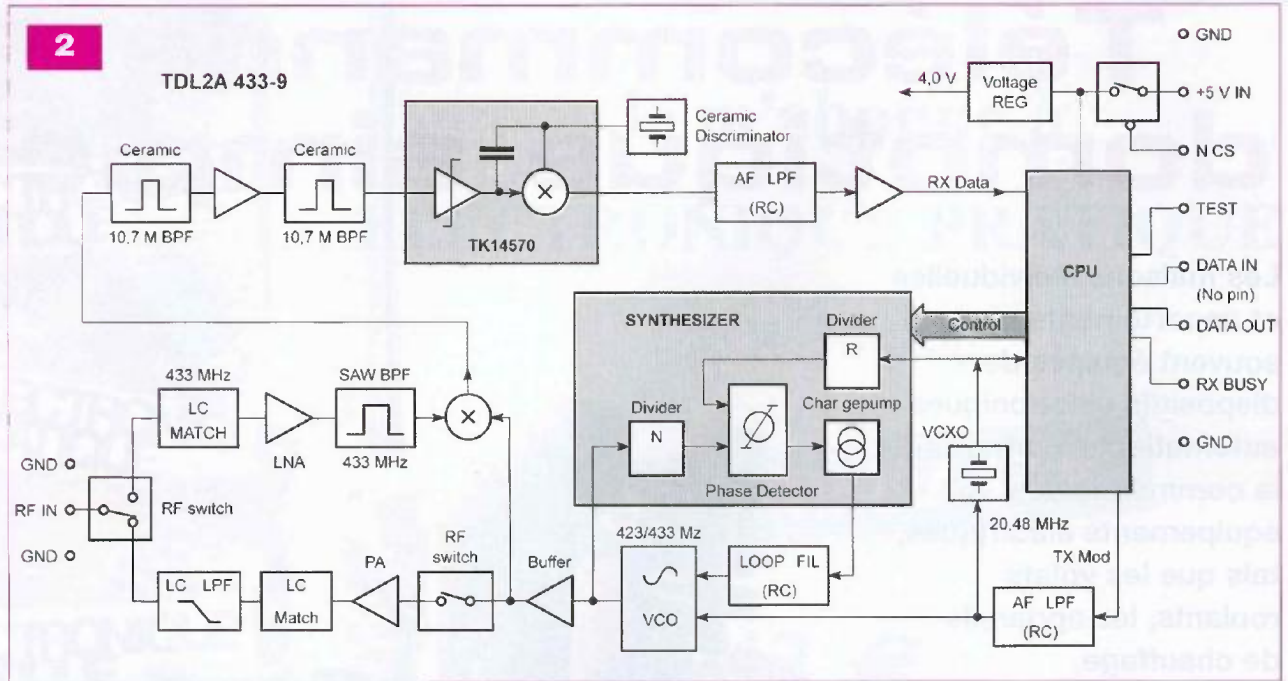 2
TDL2A 433-9
Ceramic
10,7 M BPF
Ceramic
10,7 M BPF
TK14570
Ceramic
Discriminator
AF LPF
(RC)
RX Data
4,0 V
Voltage
REG
GND
+5 V IN
N CS
TEST
DATA IN
(No pin)
DATA OUT
RX BUSY
GND
CPU
Control
SYNTHESIZER
Divider
R
Divider
N
Char gepump
Phase Detector
VCXO
20.48 MHz
TX Mod
AF LPF
(RC)
LOOP FIL
(RC)
423/433 Mz
VCO
Buffer
RF
switch
PA
LC
Match
LC LPF
433 MHz
LC
MATCH
LNA
SAW BPF
433 MHz
GND
RF IN
GND
RF switch